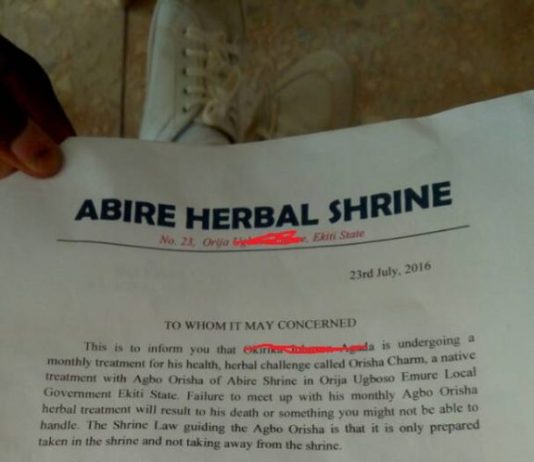 ABIRE HERBAL SHRINE
No. 23, Orija Ekiti State
23rd July, 2016
TO WHOM IT MAY CONCERNED
This is to inform you that Agada is undergoing a
monthly treatment for his health, herbal challenge called Orisha Charm, a native
treatment with Agbo Orisha of Abire Shrine in Orija Ugboso Emure Local
Government Ekiti State. Failure to meet up with his monthly Agbo Orisha
herbal treatment will result to his death or something you might not be able to
handle. The Shrine Law guiding the Agbo Orisha is that it is only prepared
taken in the shrine and not taking away from the shrine.